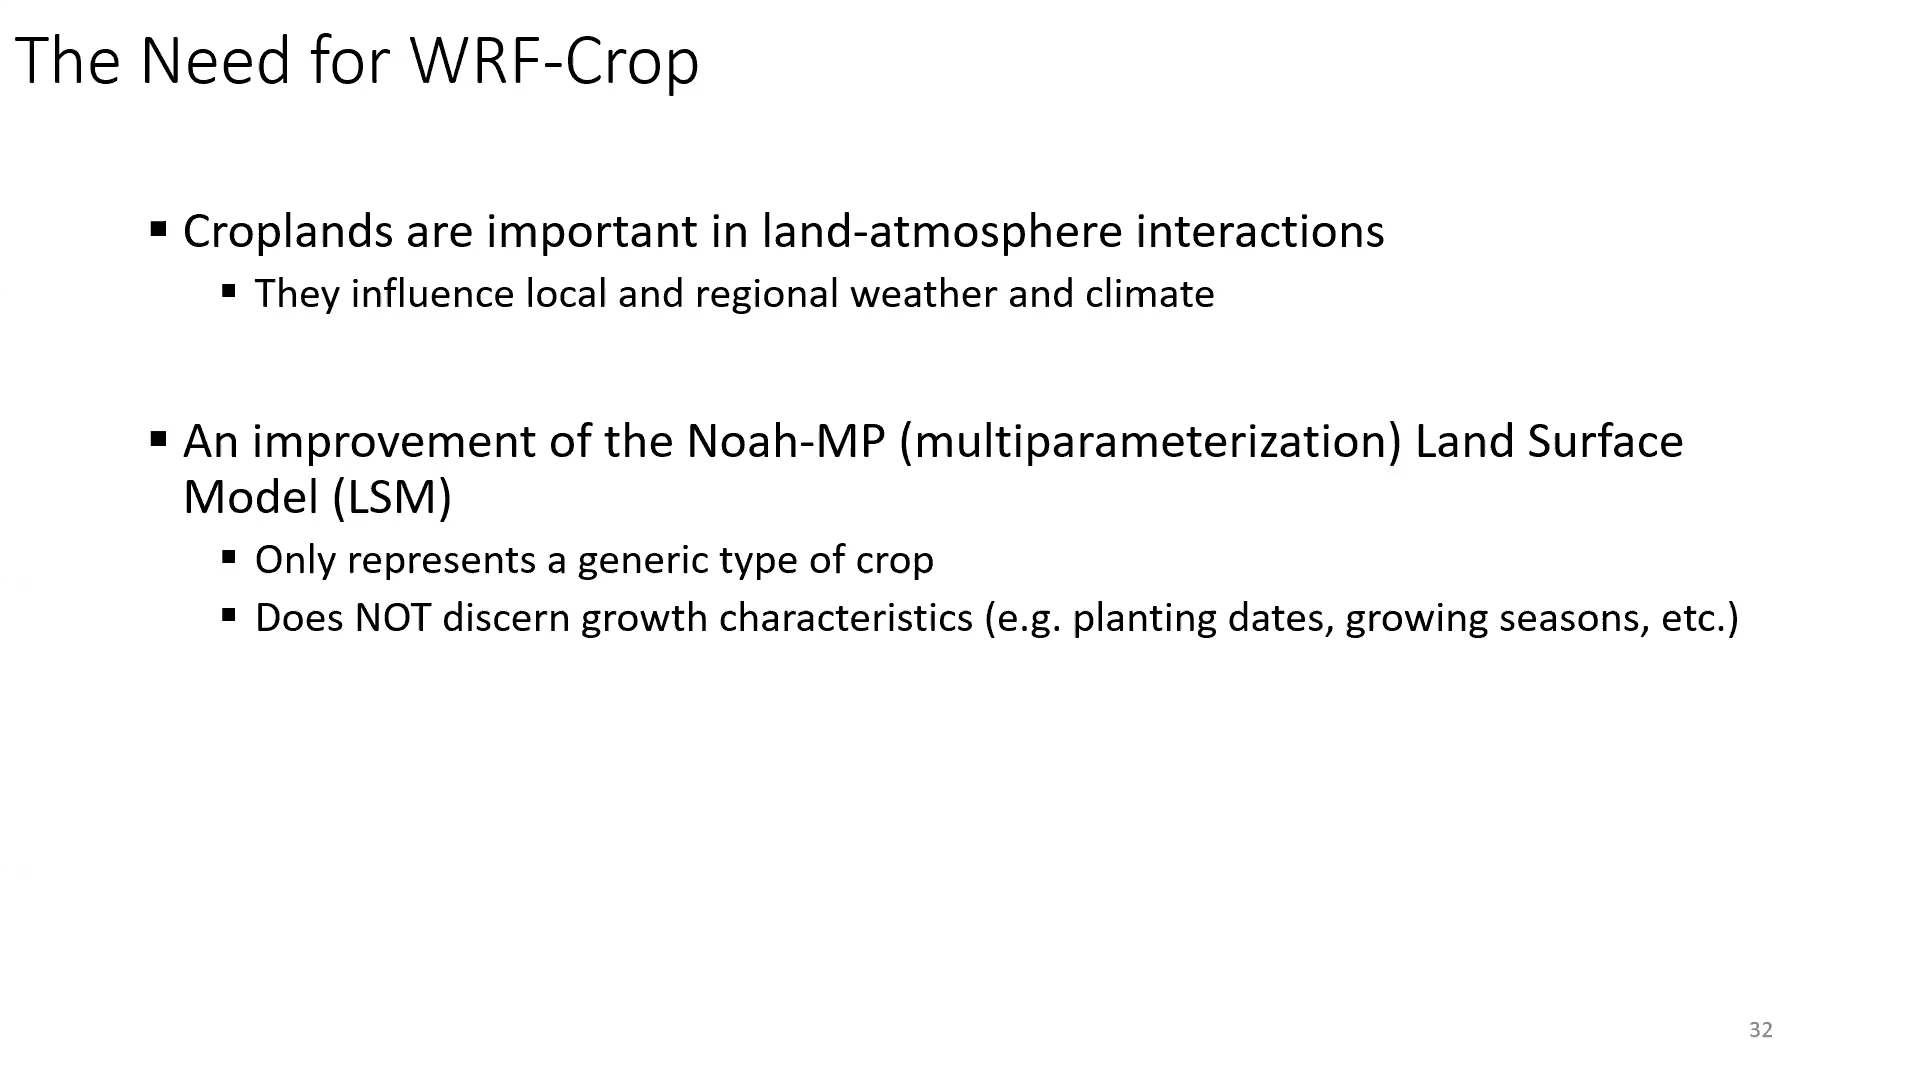 The Need for WRF-Crop
▪ Croplands are important in land-atmosphere interactions
▪ They influence local and regional weather and climate
▪ An improvement of the Noah-MP (multiparameterization) Land Surface
Model (LSM)
▪ Only represents a generic type of crop
▪ Does NOT discern growth characteristics (e.g. planting dates, growing seasons, etc.)
32